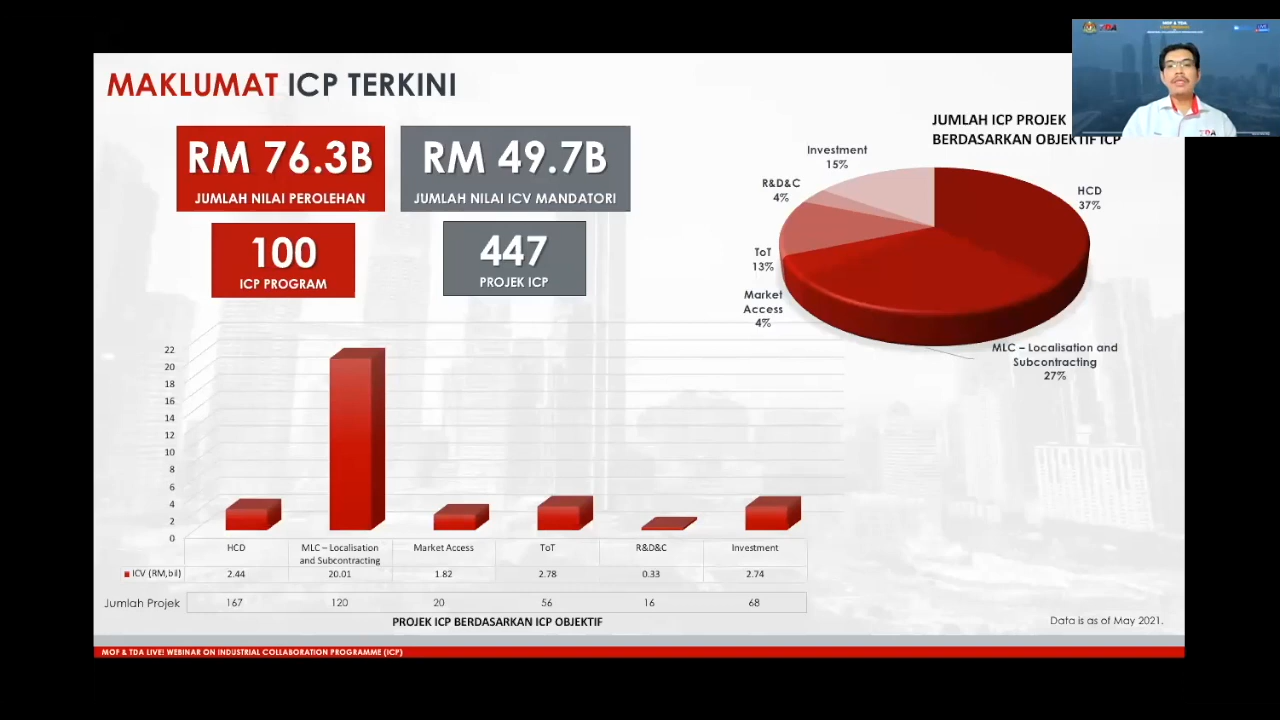 MAKLUMAT ICP TERKINI
RM 76.3B
JUMLAH NILAI PEROLEHAN
RM 49.7B
JUMLAH NILAI ICV MANDATORI
100
ICP PROGRAM
447
PROJEK ICP
JUMLAH ICP PROJEK
BERDASARKAN OBJEKTIF ICP
Investment
15%
R&D&C
4%
ToT
13%
Market
Access
4%
HCD
37%
MLC – Localisation and
Subcontracting
27%
22
20
18
16
14
12
10
8
6
4
2
0
HCD
MLC – Localisation
and Subcontracting
Market Access
ToT
R&D&C
Investment
ICV (RM,bil) 2.44 20.01 1.82 2.78 0.33 2.74
Jumlah Projek 167 120 20 56 16 68
PROJEK ICP BERDASARKAN ICP OBJEKTIF
Data is as of May 2021.
MOF & TDA LIVE! WEBINAR ON INDUSTRIAL COLLABORATION PROGRAMME (ICP)
MOF & TDA
TDA